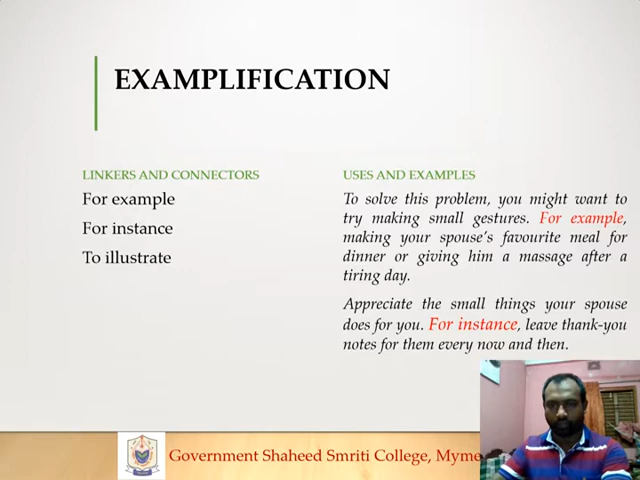 EXAMPLIFICATION
LINKERS AND CONNECTORS
For example
For instance
To illustrate
USES AND EXAMPLES
To solve this problem, you might want to
try making small gestures. For example,
making your spouse's favourite meal for
dinner or giving him a massage after a
tiring day.
Appreciate the small things your spouse
does for you. For instance, leave thank-you
notes for them every now and then.
Government Shaheed Smriti College, Myme